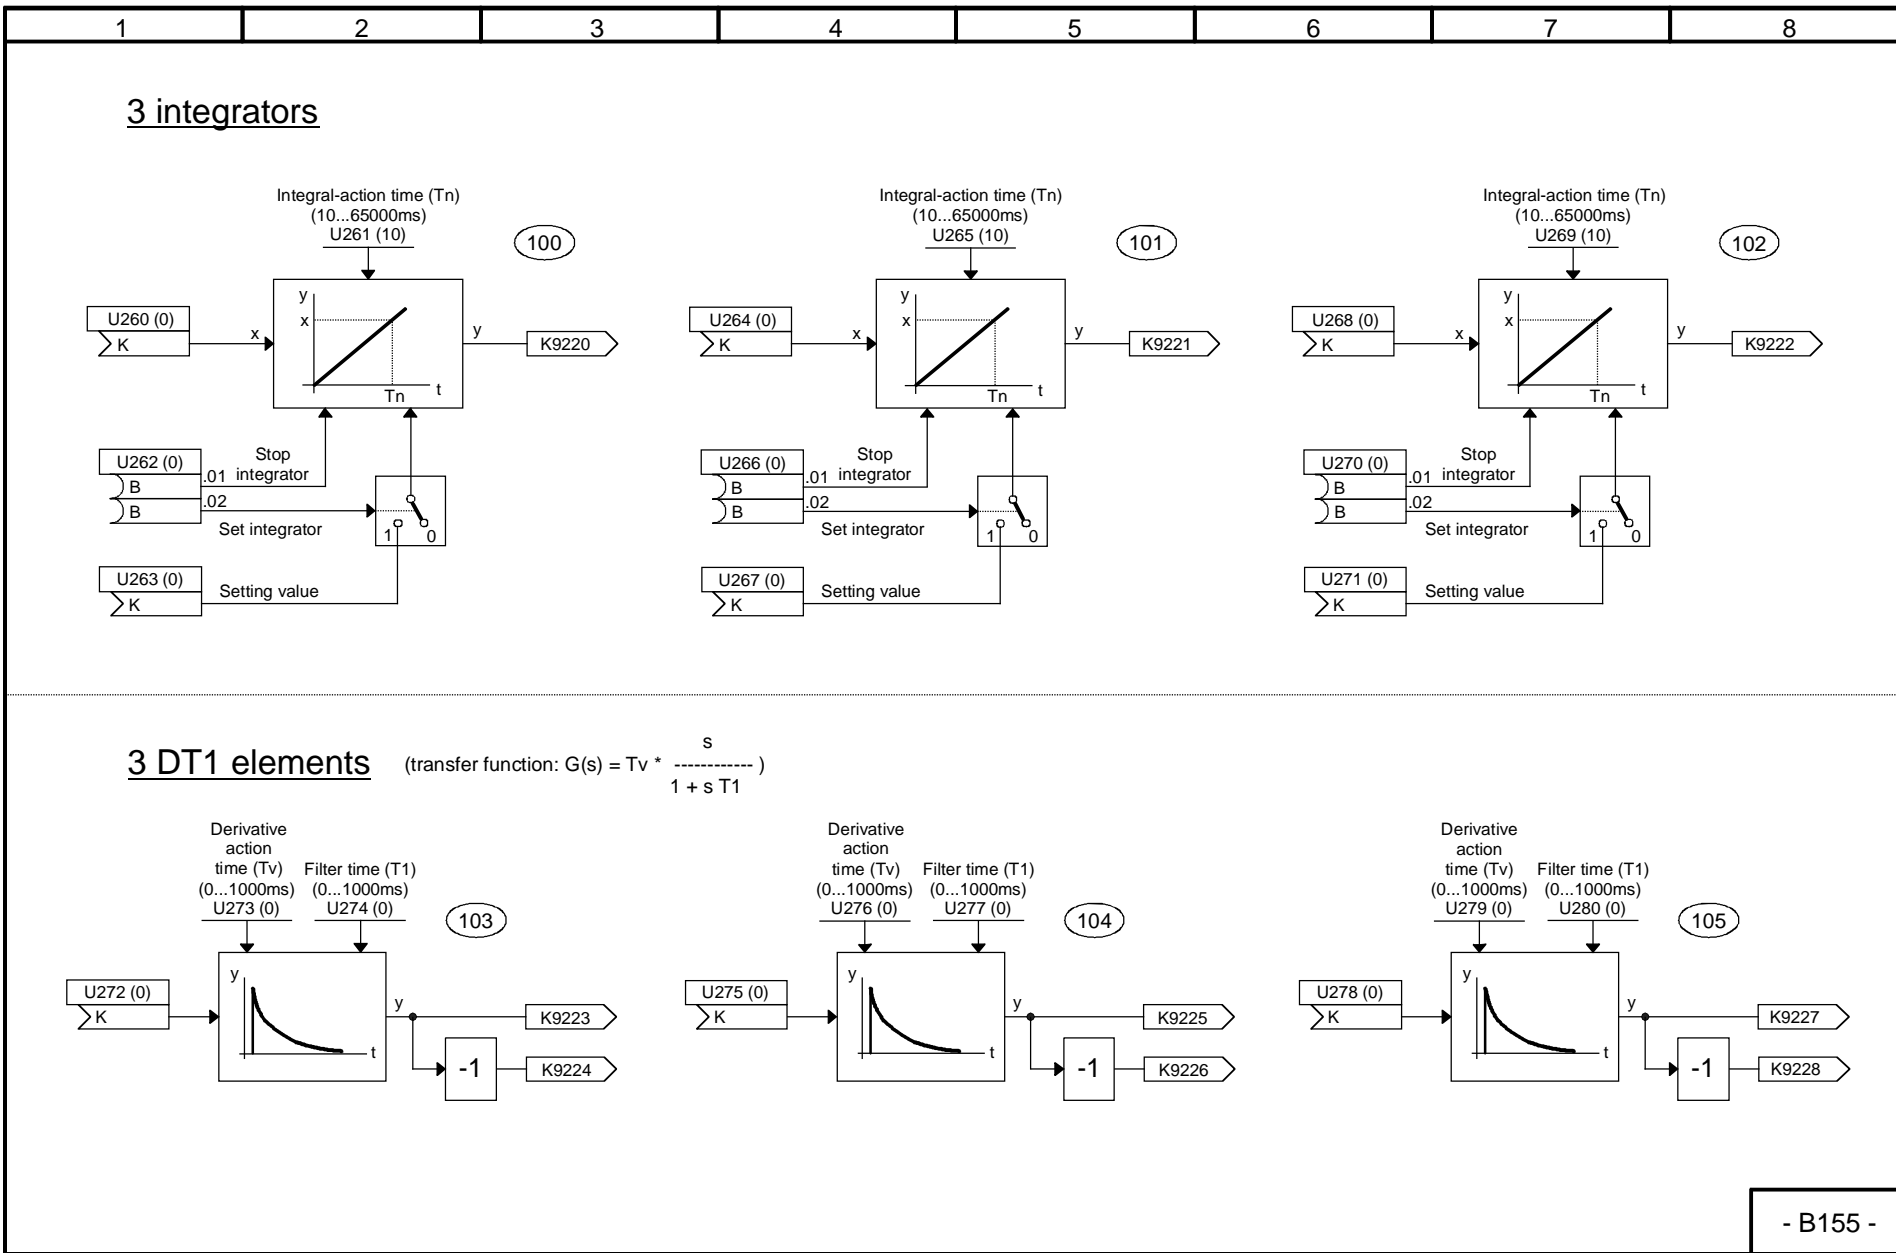 1 2 3 4 5 6 7 8
3 integrators
Integral-action time (Tn)
(10...65000ms)
U261 (10)
100
U260 (0)
K
x
y
x
Tn
t
y
K9220
U262 (0)
B
B
.01
.02
Stop
integrator
Set integrator
1 0
U263 (0)
K
Setting value
Integral-action time (Tn)
(10...65000ms)
U265 (10)
101
U264 (0)
K
x
y
x
Tn
t
y
K9221
U266 (0)
B
B
.01
.02
Stop
integrator
Set integrator
1 0
U267 (0)
K
Setting value
Integral-action time (Tn)
(10...65000ms)
U269 (10)
102
U268 (0)
K
x
y
x
Tn
t
y
K9222
U270 (0)
B
B
.01
.02
Stop
integrator
Set integrator
1 0
U271 (0)
K
Setting value
3 DT1 elements
s
(transfer function: G(s) = Tv * ------------ )
1 + s T1
Derivative
action
time (Tv)
(0...1000ms)
U273 (0)
Filter time (T1)
(0...1000ms)
U274 (0)
103
U272 (0)
K
y
t
y
K9223
-1
K9224
Derivative
action
time (Tv)
(0...1000ms)
U276 (0)
Filter time (T1)
(0...1000ms)
U277 (0)
104
U275 (0)
K
y
t
y
K9225
-1
K9226
Derivative
action
time (Tv)
(0...1000ms)
U279 (0)
Filter time (T1)
(0...1000ms)
U280 (0)
105
U278 (0)
K
y
t
y
K9227
-1
K9228
- B155 -